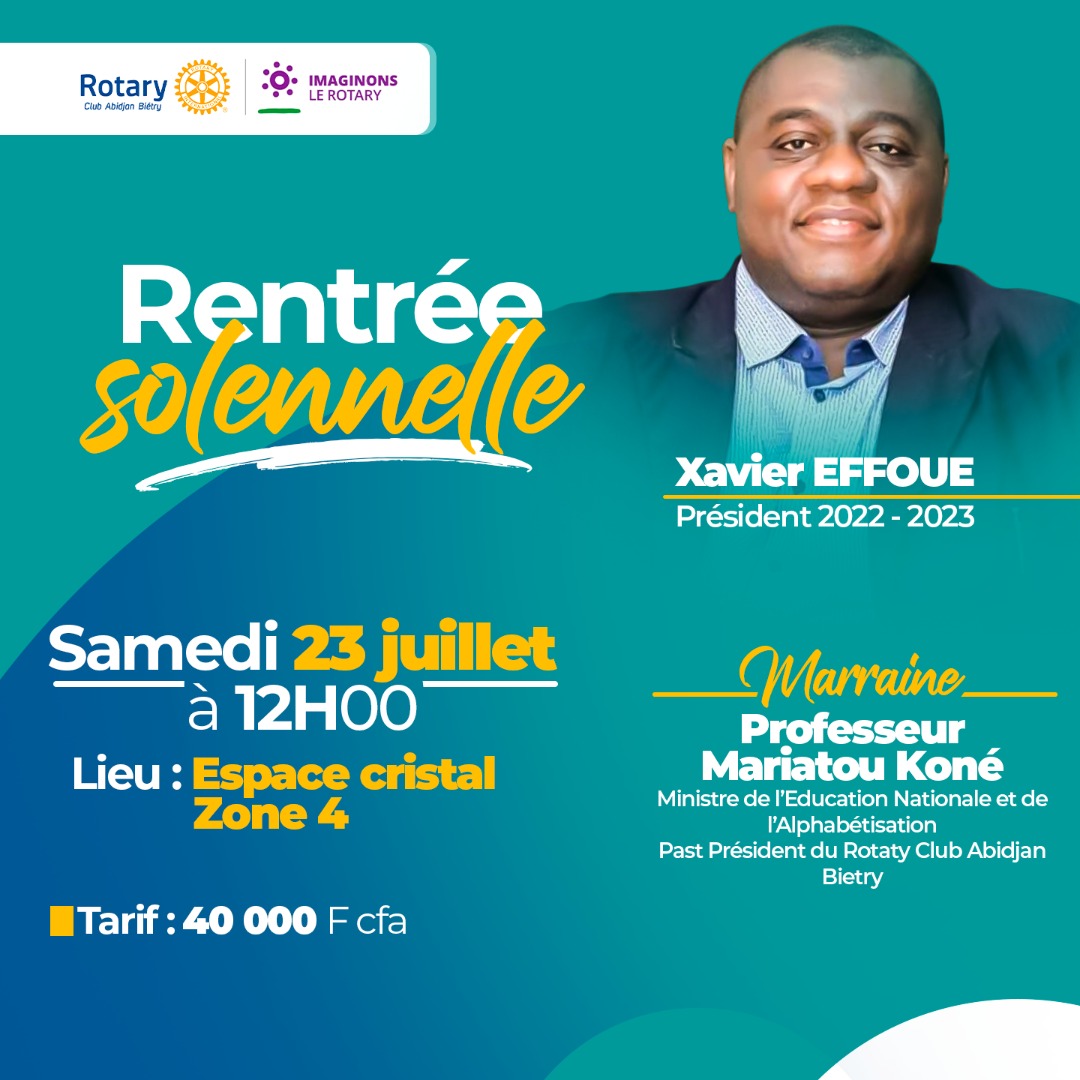 Rotary
Club Abidjan Biétry
IMAGINONS
LE ROTARY
Rentrée
solennelle
Xavier EFFOUE
Président 2022 - 2023
Samedi 23 juillet
à 12H00
Lieu : Espace cristal
Zone 4
Tarif : 40 000 F cfa
Marraine
Professeur
Mariatou Koné
Ministre de l'Education Nationale et de
l'Alphabétisation
Past Président du Rotaty Club Abidjan
Bietry